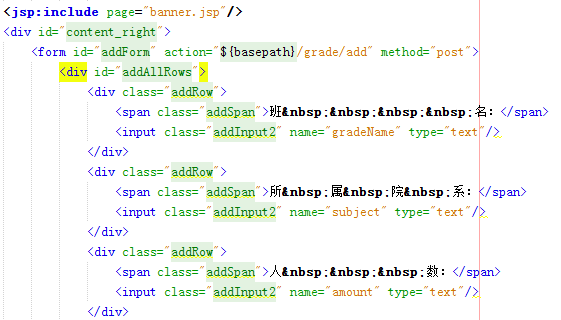 <jsp:include page="banner.jsp"/>
<div id="content_right">
<form id="addForm" action="${basepath}/grade/add" method="post">
<div id="addAllRows">
<div class="addRow">
<span class="addSpan">班&nbsp;&nbsp;&nbsp;&nbsp;名：</span>
<input class="addInput2" name="gradeName" type="text"/>
</div>
<div class="addRow">
<span class="addSpan">所&nbsp;属&nbsp;院&nbsp;系：</span>
<input class="addInput2" name="subject" type="text"/>
</div>
<div class="addRow">
<span class="addSpan">人&nbsp;&nbsp;&nbsp;数：</span>
<input class="addInput2" name="amount" type="text"/>
</div>